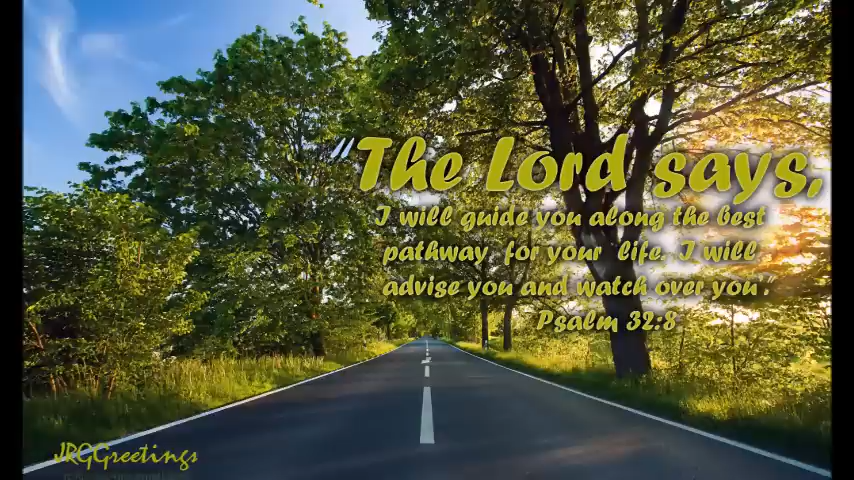 "The Lord says,
I will guide you along the best
pathway for your life. I will
advise you and watch over you."
Psalm 32:8
JRGGreetings